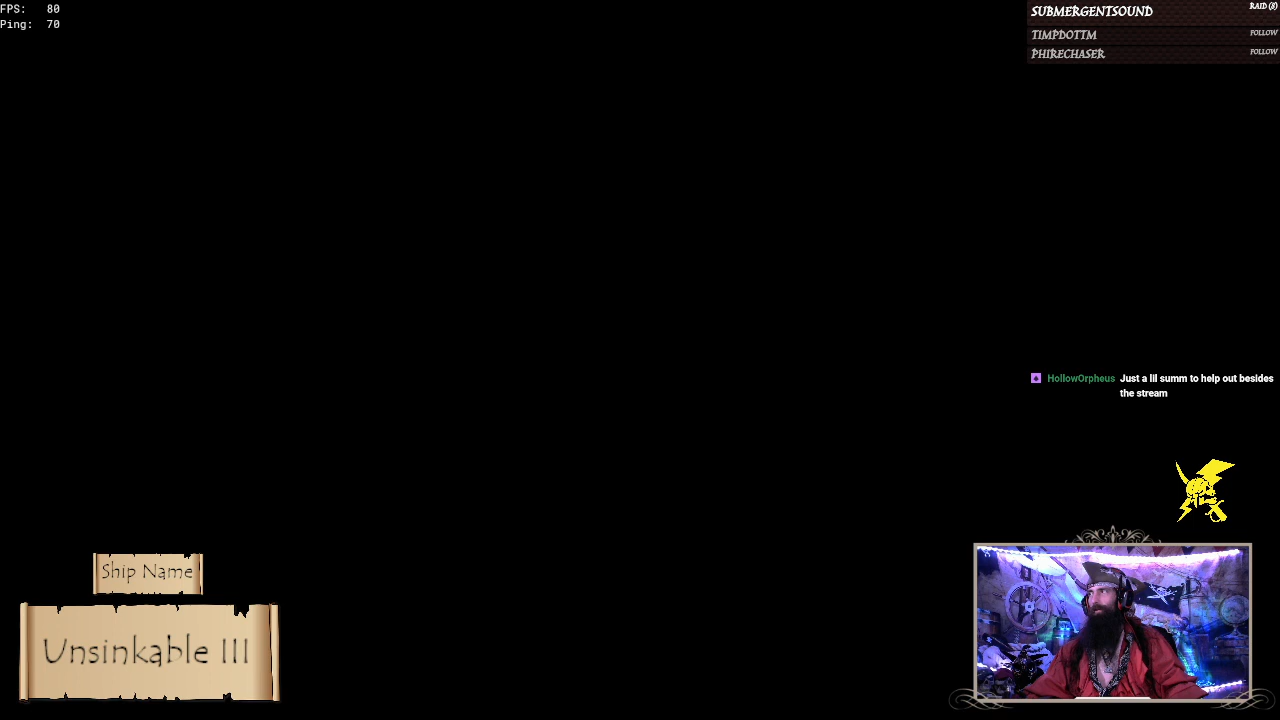 FPS: 80
Ping: 70
SUBMERGENTSOUND RAID (8)
TIMPDOTTM FOLLOW
PHIRECHASER FOLLOW
HollowOrpheus Just a lil summ to help out besides
the stream
Ship Name
Unsinkable III